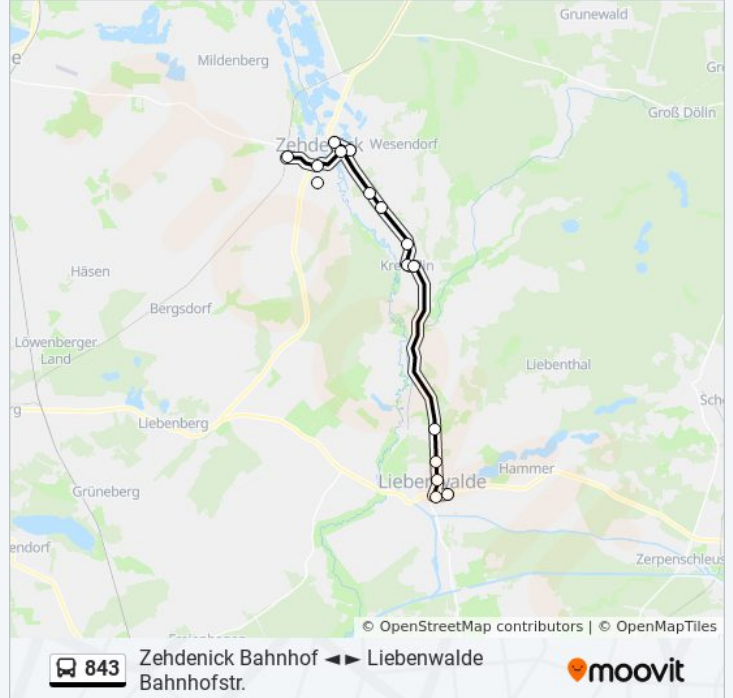 Grunewald
Mildenberg
Groß Dölln
Zehdenick
Wesendorf
Häsen
Bergsdorf
Löwenberger
Land
Liebenthal
Liebenberg
Liebenwalde
Hammer
Grüneberg
Zerpenschleus
© OpenStreetMap contributors | © OpenMapTiles
843
Zehdenick Bahnhof ◄► Liebenwalde
Bahnhofstr.
moovit